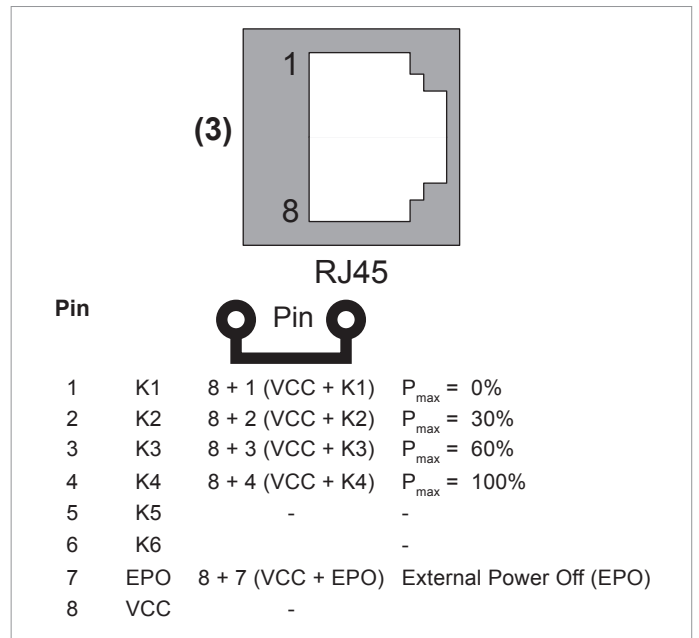 1
(3)
8
RJ45
Pin Pin
1 K1 8 + 1 (VCC + K1) Pmax = 0%
2 K2 8 + 2 (VCC + K2) Pmax = 30%
3 K3 8 + 3 (VCC + K3) Pmax = 60%
4 K4 8 + 4 (VCC + K4) Pmax = 100%
5 K5 - -
6 K6 -
7 EPO 8 + 7 (VCC + EPO) External Power Off (EPO)
8 VCC -